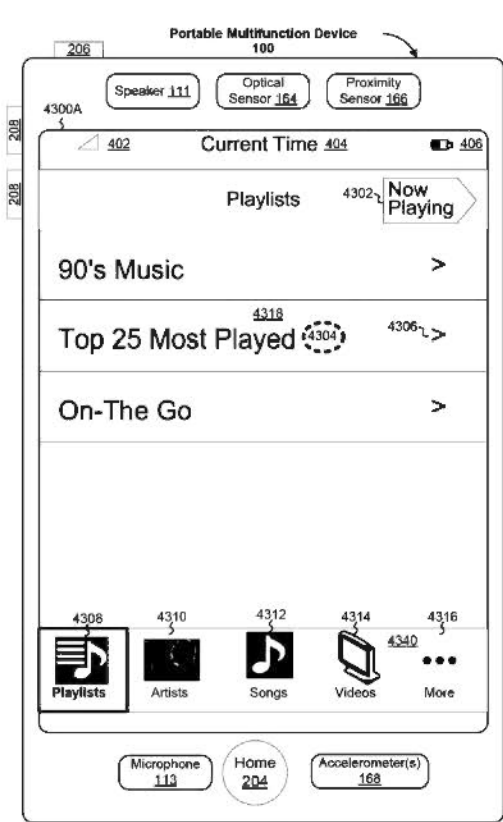 Portable Multifunction Device
100
206
Speaker 111
Optical
Sensor 164
Proximity
Sensor 166
4300A
208
208
402
Current Time 404
406
Playlists
4302
Now
Playing
90's Music
>
4318
Top 25 Most Played 4304
4306
>
On-The Go
>
4308
4310
4312
4314
4316
4340
Playlists
Artists
Songs
Videos
More
Microphone
113
Home
204
Accelerometer(s)
168